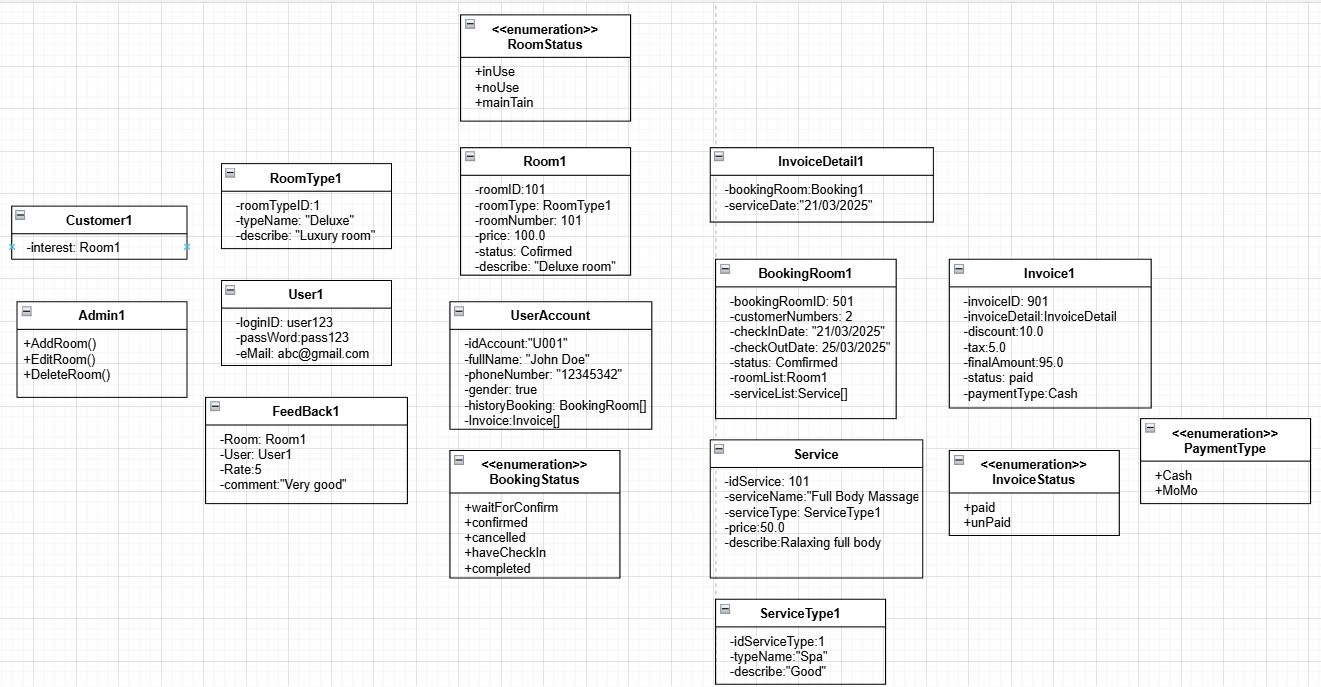 <<enumeration>>
RoomStatus
+inUse
+noUse
+mainTain
Customer1
-interest: Room1
Admin1
+AddRoom()
+EditRoom()
+DeleteRoom()
RoomType1
-roomTypeID:1
-typeName: "Deluxe"
-describe: "Luxury room"
User1
-loginID: user123
-passWord:pass123
-eMail: abc@gmail.com
FeedBack1
-Room: Room1
-User: User1
-Rate:5
-comment:"Very good"
Room1
-roomID:101
-roomType: RoomType1
-roomNumber: 101
-price: 100.0
-status: Cofirmed
-describe: "Deluxe room"
UserAccount
-idAccount:"U001"
-fullName: "John Doe"
-phoneNumber: "12345342"
-gender: true
-historyBooking: BookingRoom[]
-Invoice:Invoice[]
<<enumeration>>
BookingStatus
+waitForConfirm
+confirmed
+cancelled
+haveCheckIn
+completed
InvoiceDetail1
-bookingRoom:Booking1
-serviceDate:"21/03/2025"
BookingRoom1
-bookingRoomID: 501
-customerNumbers: 2
-checkInDate: "21/03/2025"
-checkOutDate: 25/03/2025"
-status: Comfirmed
-roomList:Room1
-serviceList:Service[]
Service
-idService: 101
-serviceName:"Full Body Massage
-serviceType: ServiceType1
-price:50.0
-describe:Ralaxing full body
ServiceType1
-idServiceType:1
-typeName:"Spa"
-describe:"Good"
Invoice1
-invoiceID: 901
-invoiceDetail:InvoiceDetail
-discount:10.0
-tax:5.0
-finalAmount:95.0
-status: paid
-paymentType:Cash
<<enumeration>>
InvoiceStatus
+paid
+unPaid
<<enumeration>>
PaymentType
+Cash
+MoMo